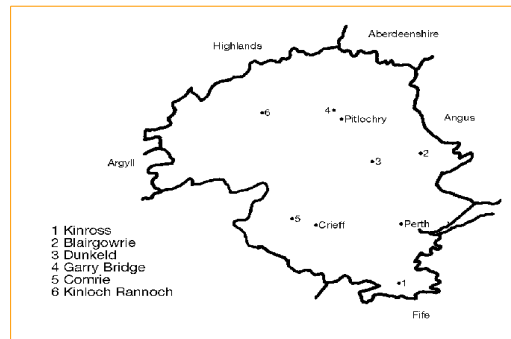 Aberdeenshire
Highlands
6
4
Pitlochry
Angus
2
Argyll
3
5
Crieff
Perth
1 Kinross
2 Blairgowrie
3 Dunkeld
4 Garry Bridge
5 Comrie
6 Kinloch Rannoch
1
Fife